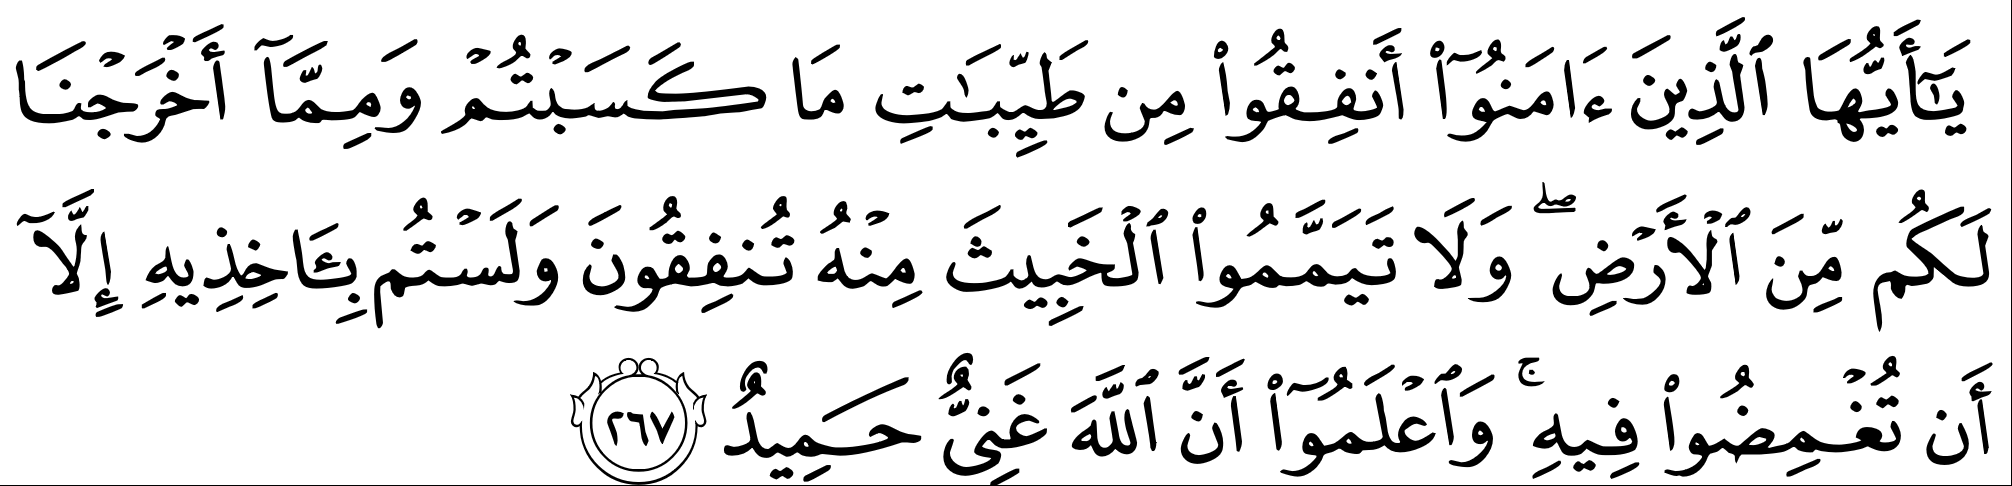 يَـٰٓأَيُّهَا ٱلَّذِينَ ءَامَنُوٓا۟ أَنفِقُوا۟ مِن طَيِّبَـٰتِ مَا كَسَبْتُمْ وَمِمَّآ أَخْرَجْنَا
لَكُم مِّنَ ٱلْأَرْضِ ۖ وَلَا تَيَمَّمُوا۟ ٱلْخَبِيثَ مِنْهُ تُنفِقُونَ وَلَسْتُم بِـَٔاخِذِيهِ إِلَّآ
أَن تُغْمِضُوا۟ فِيهِ ۚ وَٱعْلَمُوٓا۟ أَنَّ ٱللَّهَ غَنِىٌّ حَمِيدٌ ٢٦٧